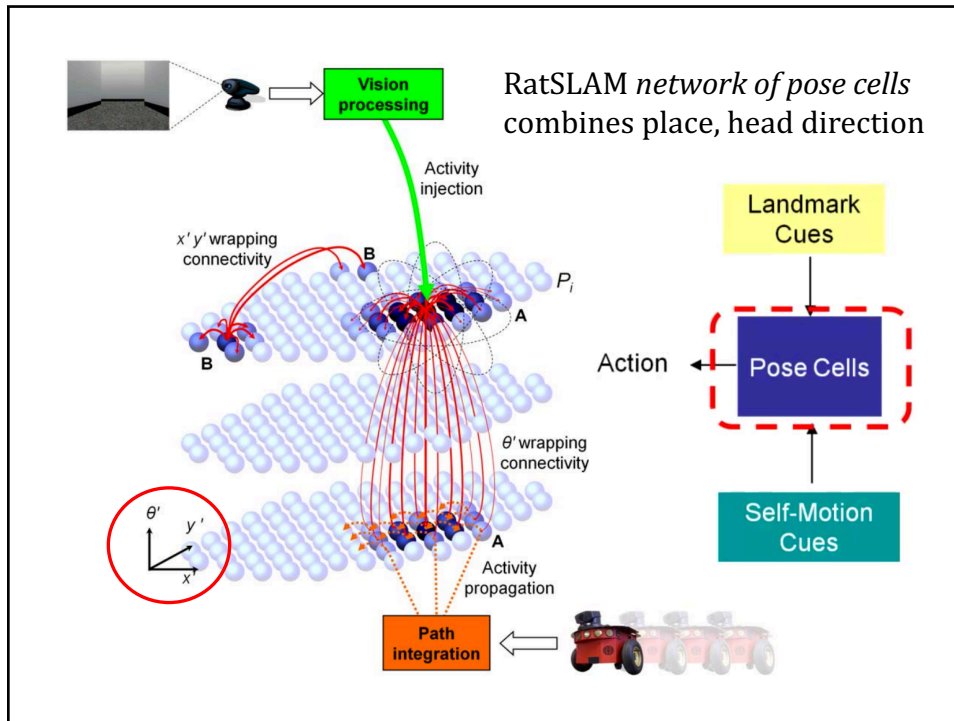 Vision
processing
RatSLAM network of pose cells
combines place, head direction
Activity
injection
x' y' wrapping
connectivity
B
P_i
A
B
θ' wrapping
connectivity
θ'
y'
x'
A
Activity
propagation
Path
integration
Landmark
Cues
Action
Pose Cells
Self-Motion
Cues